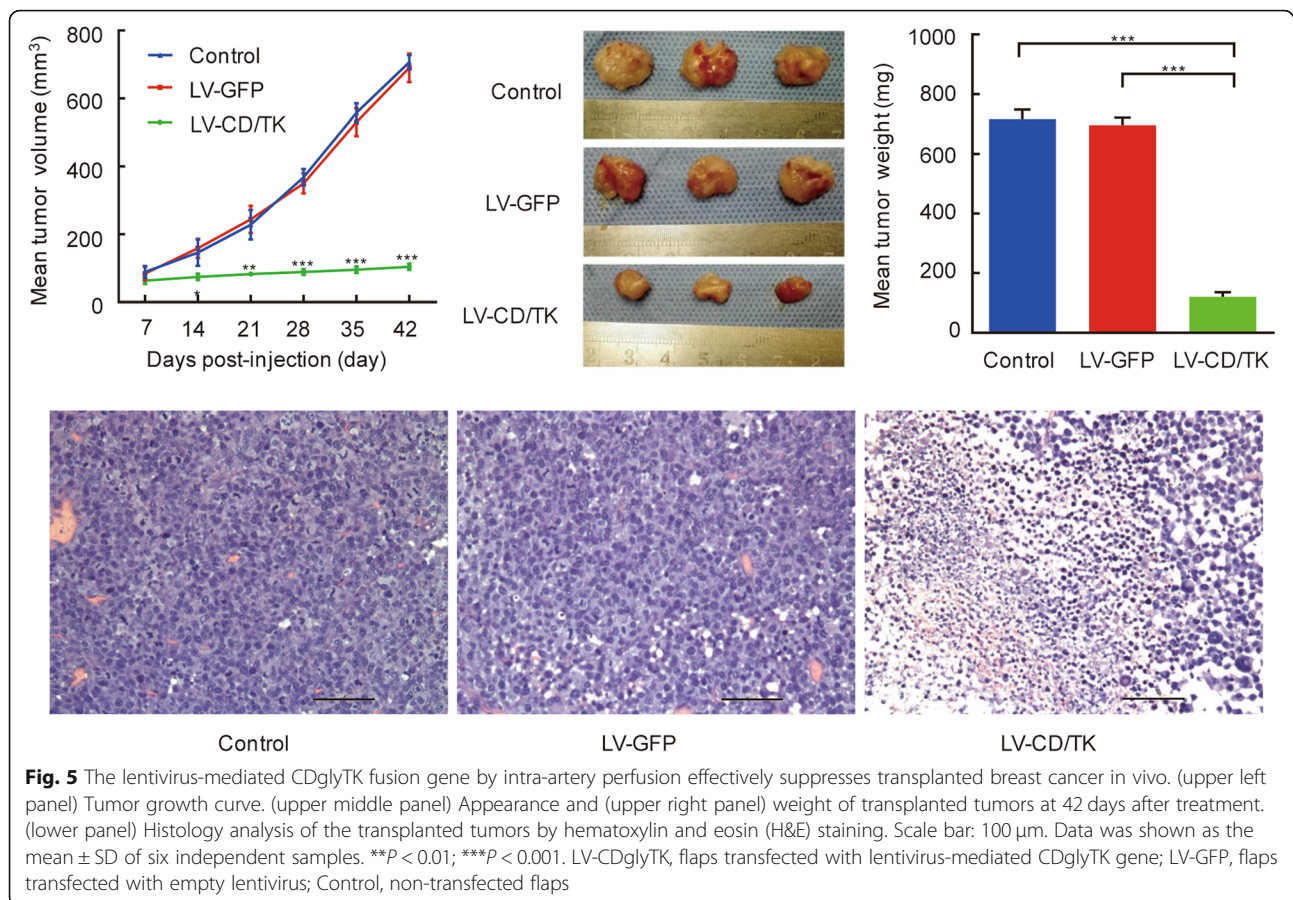 800
600
400
200
0
Mean tumor volume (mm³)
Control
LV-GFP
LV-CD/TK
*
**
***
***
***
7 14 21 28 35 42
Days post-injection (day)
Control
LV-GFP
LV-CD/TK
2 3 4 5 6 7
1000
800
600
400
200
0
Mean tumor weight (mg)
***
***
Control LV-GFP LV-CD/TK
Control LV-GFP LV-CD/TK
Fig. 5 The lentivirus-mediated CDglyTK fusion gene by intra-artery perfusion effectively suppresses transplanted breast cancer in vivo. (upper left
panel) Tumor growth curve. (upper middle panel) Appearance and (upper right panel) weight of transplanted tumors at 42 days after treatment.
(lower panel) Histology analysis of the transplanted tumors by hematoxylin and eosin (H&E) staining. Scale bar: 100 μm. Data was shown as the
mean ± SD of six independent samples. **P < 0.01; ***P < 0.001. LV-CDglyTK, flaps transfected with lentivirus-mediated CDglyTK gene; LV-GFP, flaps
transfected with empty lentivirus; Control, non-transfected flaps